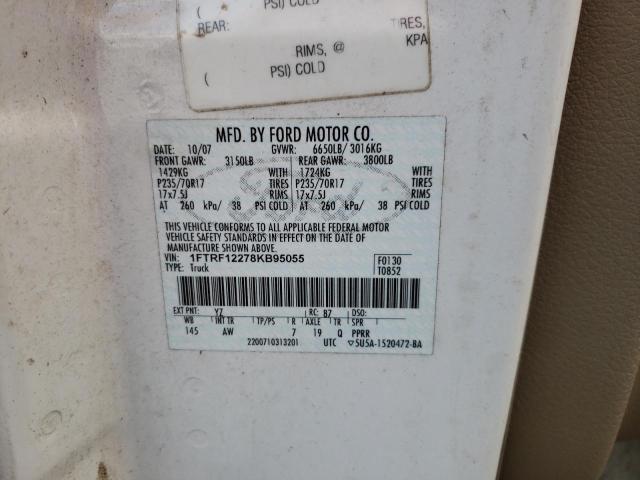 ( PSI) COLD
REAR: TIRES,
RIMS, @ KPA
( PSI) COLD
MFD. BY FORD MOTOR CO.
DATE: 10/07 GVWR: 6650LB/ 3016KG
FRONT GAWR: 3150LB REAR GAWR: 3800LB
1429KG WITH 1724KG WITH
P235/70R17 TIRES P235/70R17 TIRES
17x7.5J RIMS 17x7.5J RIMS
AT 260 kPa/ 38 PSI COLD AT 260 kPa/ 38 PSI COLD
Ford
THIS VEHICLE CONFORMS TO ALL APPLICABLE FEDERAL MOTOR
VEHICLE SAFETY STANDARDS IN EFFECT ON THE DATE OF
MANUFACTURE SHOWN ABOVE.
VIN: 1FTRF12278KB95055 F0130
TYPE: Truck T0852
EXT PNT: YZ RC: B7 DSO:
WB INT TR TP/PS R AXLE TR SPR
145 AW 7 19 Q PPRR
2200710313201 UTC ▽5U5A-1520472-BA